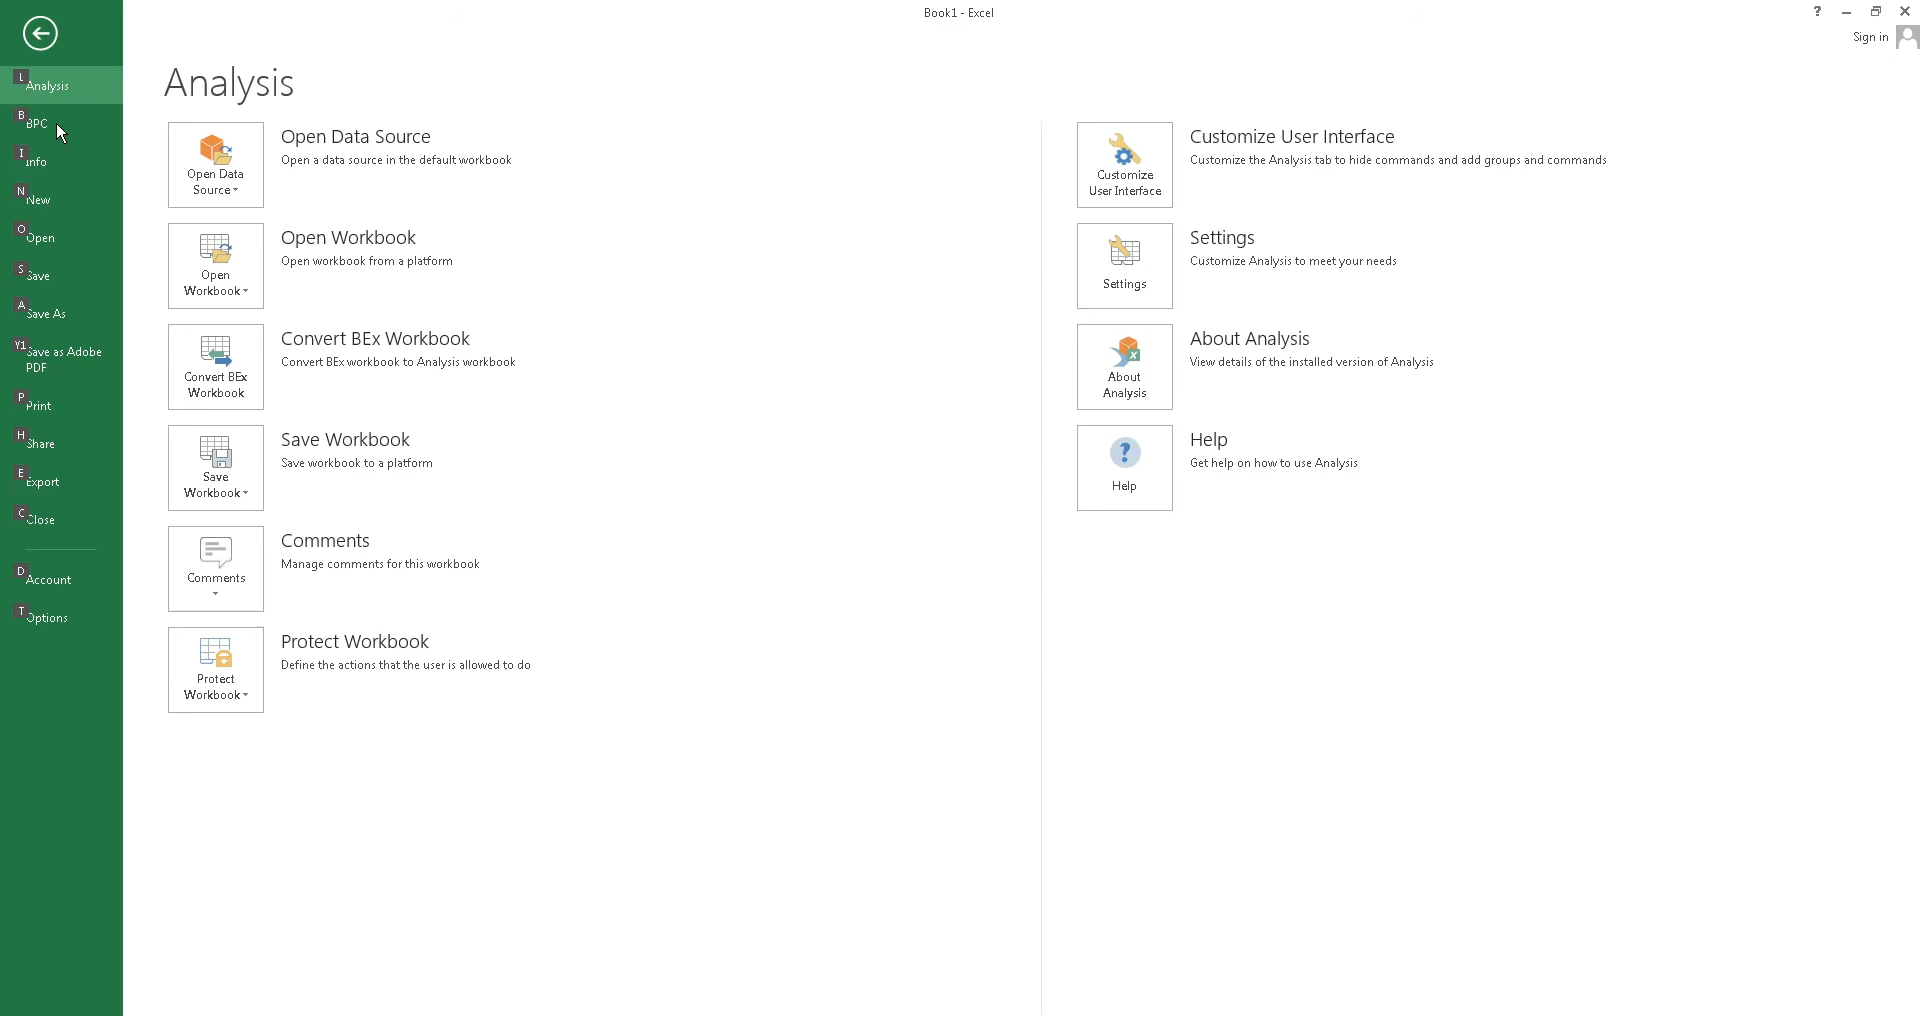 Book1 - Excel
?
Sign in
L
Analysis
B
BPC
I
Info
N
New
O
Open
S
Save
A
Save As
Y1
Save as Adobe
PDF
P
Print
H
Share
E
Export
C
Close
D
Account
T
Options
Analysis
Open Data
Source
Open Data Source
Open a data source in the default workbook
Open
Workbook
Open Workbook
Open workbook from a platform
Convert BEx
Workbook
Convert BEx Workbook
Convert BEx workbook to Analysis workbook
Save
Workbook
Save Workbook
Save workbook to a platform
Comments
Comments
Manage comments for this workbook
Protect
Workbook
Protect Workbook
Define the actions that the user is allowed to do
Customize
User Interface
Customize User Interface
Customize the Analysis tab to hide commands and add groups and commands
Settings
Settings
Customize Analysis to meet your needs
X
About
Analysis
About Analysis
View details of the installed version of Analysis
?
Help
Help
Get help on how to use Analysis